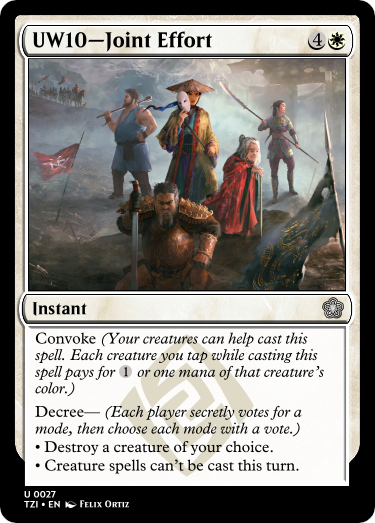 UW10—Joint Effort 4
Instant
Convoke (Your creatures can help cast this
spell. Each creature you tap while casting this
spell pays for 1 or one mana of that creature's
color.)
Decree— (Each player secretly votes for a
mode, then choose each mode with a vote.)
• Destroy a creature of your choice.
• Creature spells can't be cast this turn.
U 0027
TZI • EN Felix Ortiz